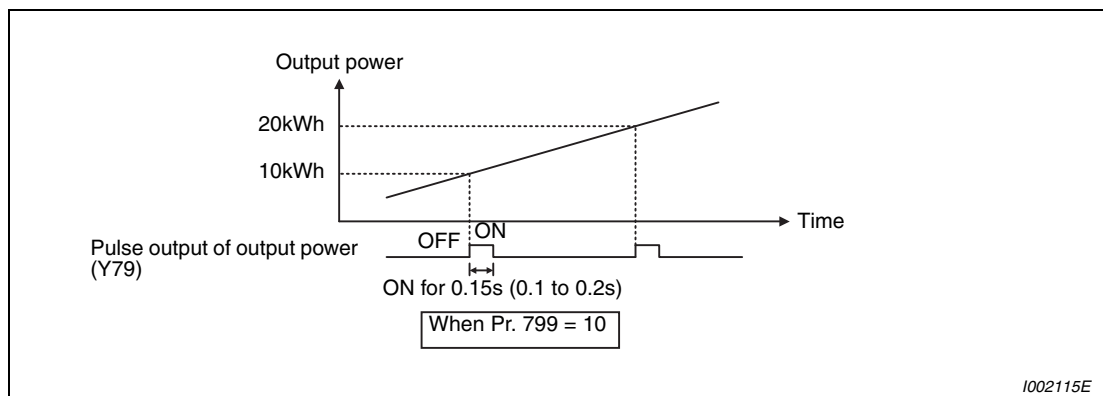 Output power
20kWh
10kWh
Time
OFF ON
Pulse output of output power
(Y79)
ON for 0.15s (0.1 to 0.2s)
When Pr. 799 = 10
I002115E